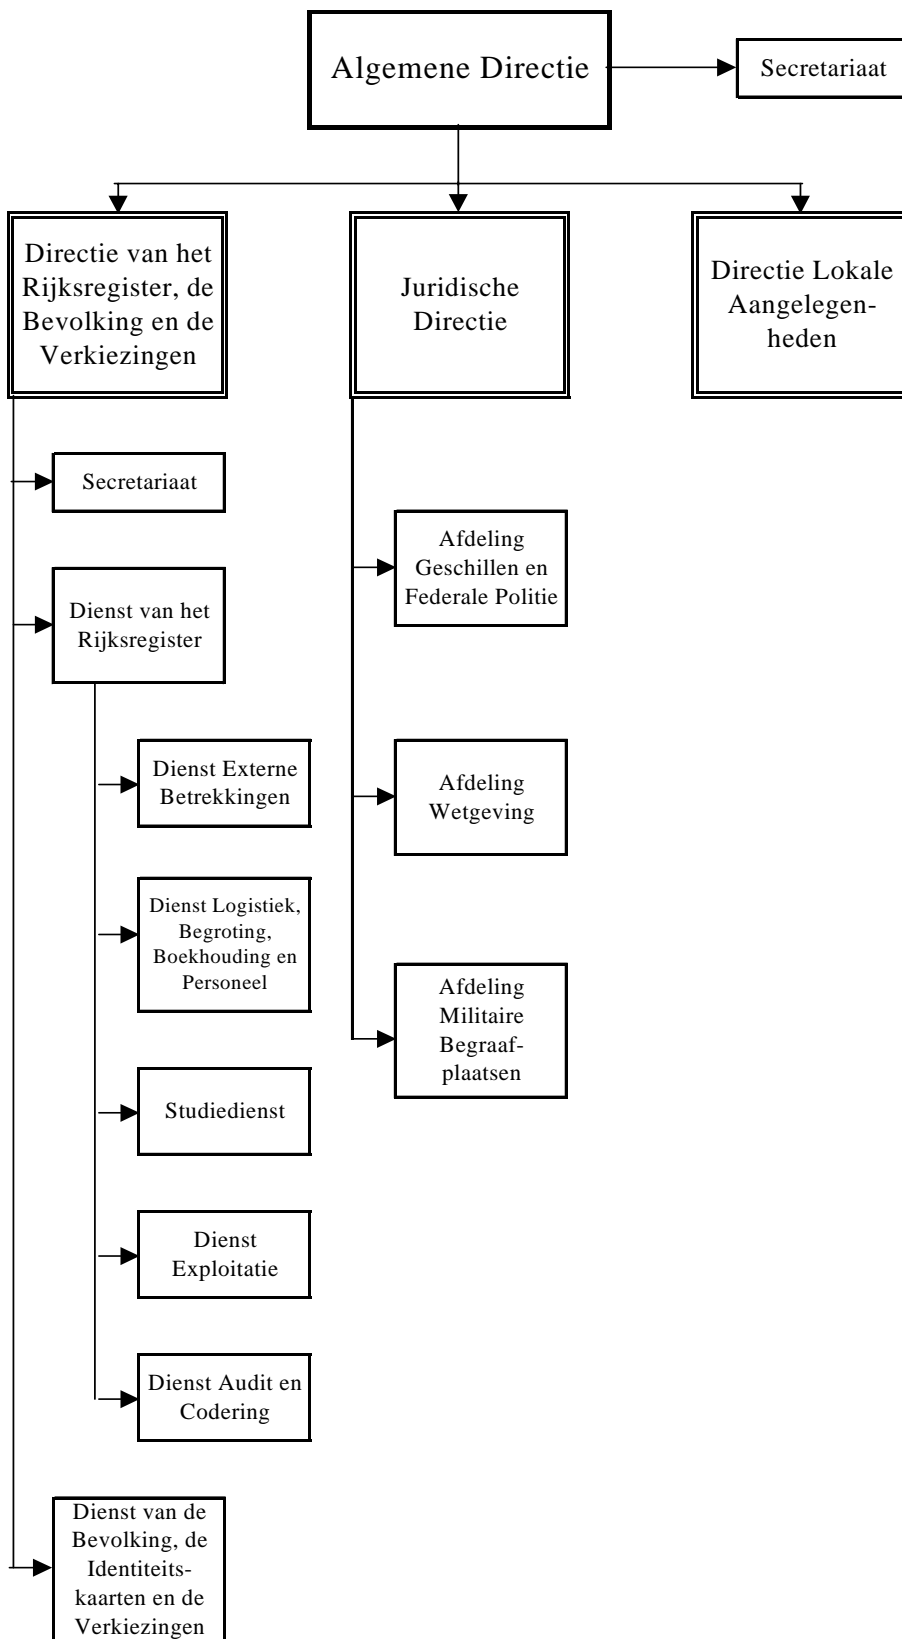 Algemene Directie
Secretariaat
Directie van het
Rijksregister, de
Bevolking en de
Verkiezingen
Juridische
Directie
Directie Lokale
Aangelegen-
heden
Secretariaat
Dienst van het
Rijksregister
Dienst Externe
Betrekkingen
Dienst Logistiek,
Begroting,
Boekhouding en
Personeel
Studiedienst
Dienst
Exploitatie
Dienst Audit en
Codering
Dienst van de
Bevolking, de
Identiteits-
kaarten en de
Verkiezingen
Afdeling
Geschillen en
Federale Politie
Afdeling
Wetgeving
Afdeling
Militaire
Begraaf-
plaatsen